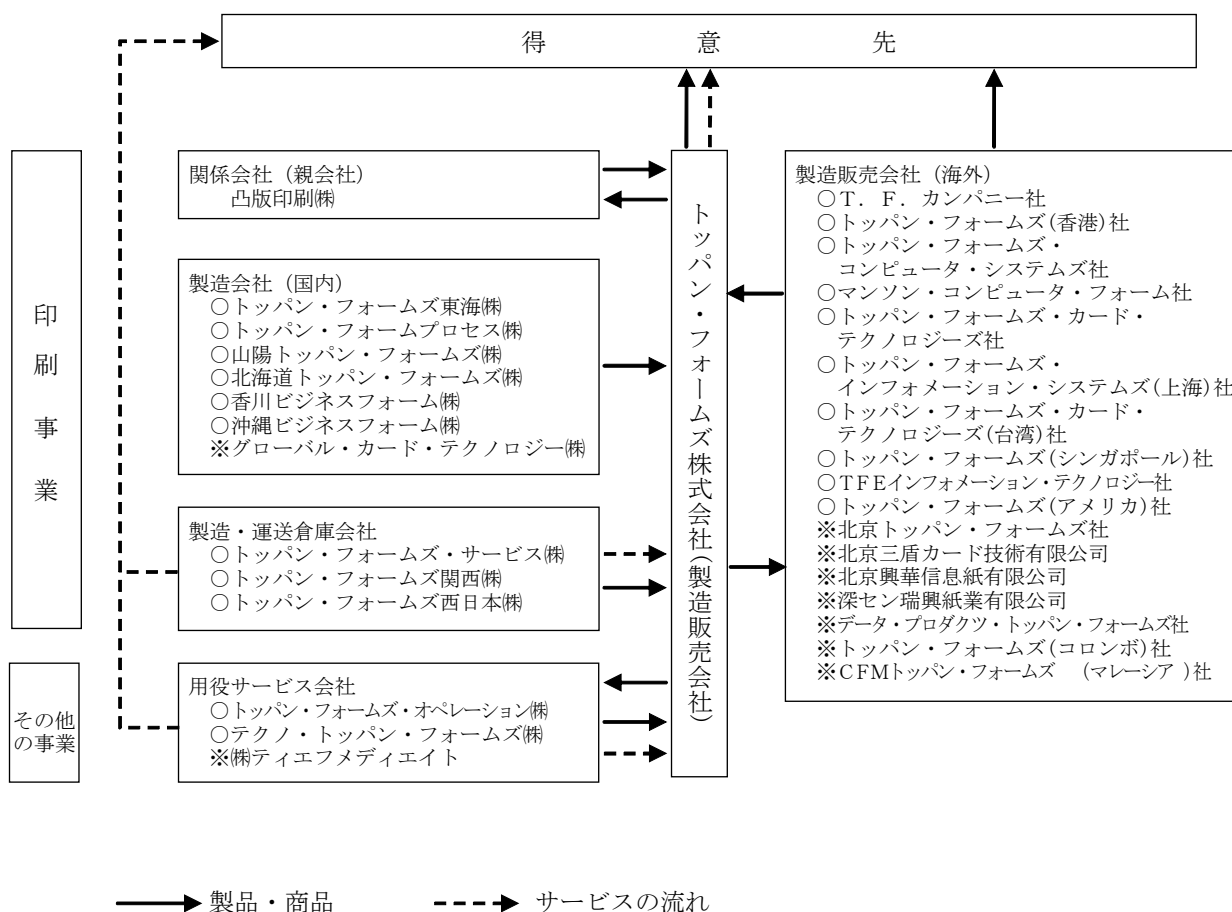 得意先
印刷事業
関係会社（親会社）
凸版印刷㈱
製造会社（国内）
○トッパン・フォームズ東海㈱
○トッパン・フォームプロセス㈱
○山陽トッパン・フォームズ㈱
○北海道トッパン・フォームズ㈱
○香川ビジネスフォーム㈱
○沖縄ビジネスフォーム㈱
※グローバル・カード・テクノロジー㈱
製造・運送倉庫会社
○トッパン・フォームズ・サービス㈱
○トッパン・フォームズ関西㈱
○トッパン・フォームズ西日本㈱
その他
の事業
用役サービス会社
○トッパン・フォームズ・オペレーション㈱
○テクノ・トッパン・フォームズ㈱
※㈱ティエフメディエイト
トッパン・フォームズ株式会社（製造販売会社）
製造販売会社（海外）
○Ｔ．Ｆ．カンパニー社
○トッパン・フォームズ(香港)社
○トッパン・フォームズ・
コンピュータ・システムズ社
○マンソン・コンピュータ・フォーム社
○トッパン・フォームズ・カード・
テクノロジーズ社
○トッパン・フォームズ・
インフォメーション・システムズ(上海)社
○トッパン・フォームズ・カード・
テクノロジーズ(台湾)社
○トッパン・フォームズ(シンガポール)社
○TFEインフォメーション・テクノロジー社
○トッパン・フォームズ(アメリカ)社
※北京トッパン・フォームズ社
※北京三盾カード技術有限公司
※北京興華信息紙有限公司
※深セン瑞興紙業有限公司
※データ・プロダクツ・トッパン・フォームズ社
※トッパン・フォームズ(コロンボ)社
※CFMトッパン・フォームズ (マレーシア)社
製品・商品
サービスの流れ